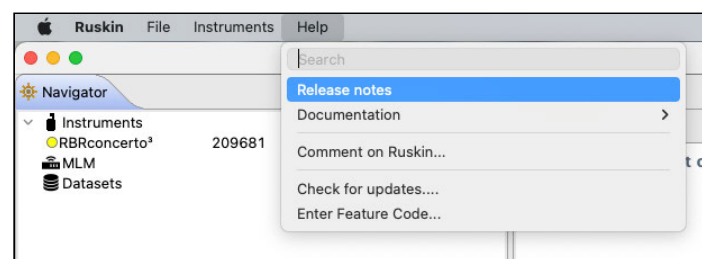 Ruskin File Instruments Help
Search
Navigator
Release notes
Instruments
Documentation
RBRconcerto³ 209681
MLM
Comment on Ruskin...
Datasets
Check for updates....
Enter Feature Code...